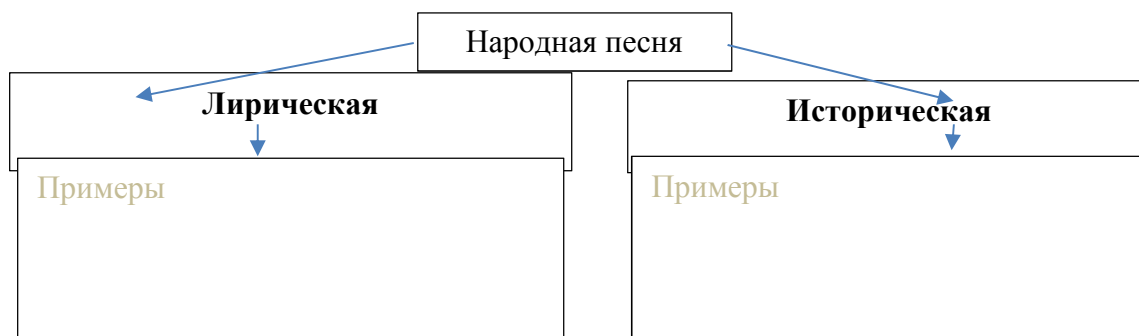 Народная песня
Лирическая
Историческая
Примеры
Примеры